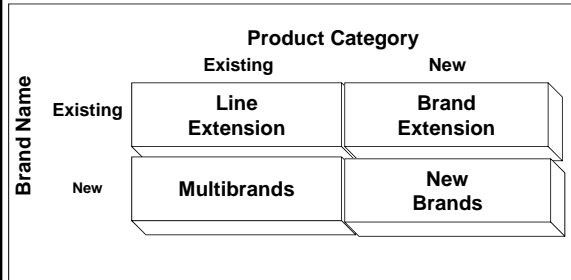 Product Category
Existing New
Brand Name
Existing
Line
Extension
Brand
Extension
New
Multibrands
New
Brands